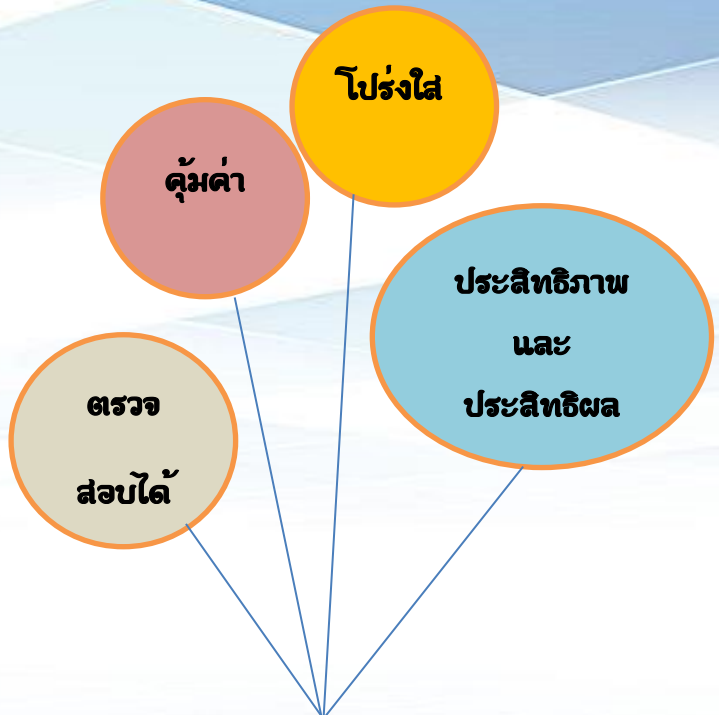 โปร่งใส
คุ้มค่า
ประสิทธิภาพ
และ
ประสิทธิผล
ตรวจ
สอบได้